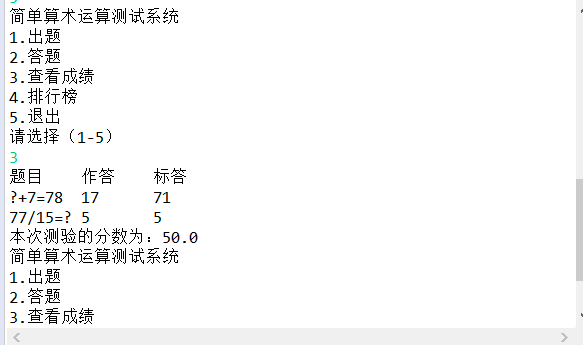 简单算术运算测试系统
1.出题
2.答题
3.查看成绩
4.排行榜
5.退出
请选择（1-5）
3
题目 作答 标答
?+7=78 17 71
77/15=? 5 5
本次测验的分数为：50.0
简单算术运算测试系统
1.出题
2.答题
3.查看成绩